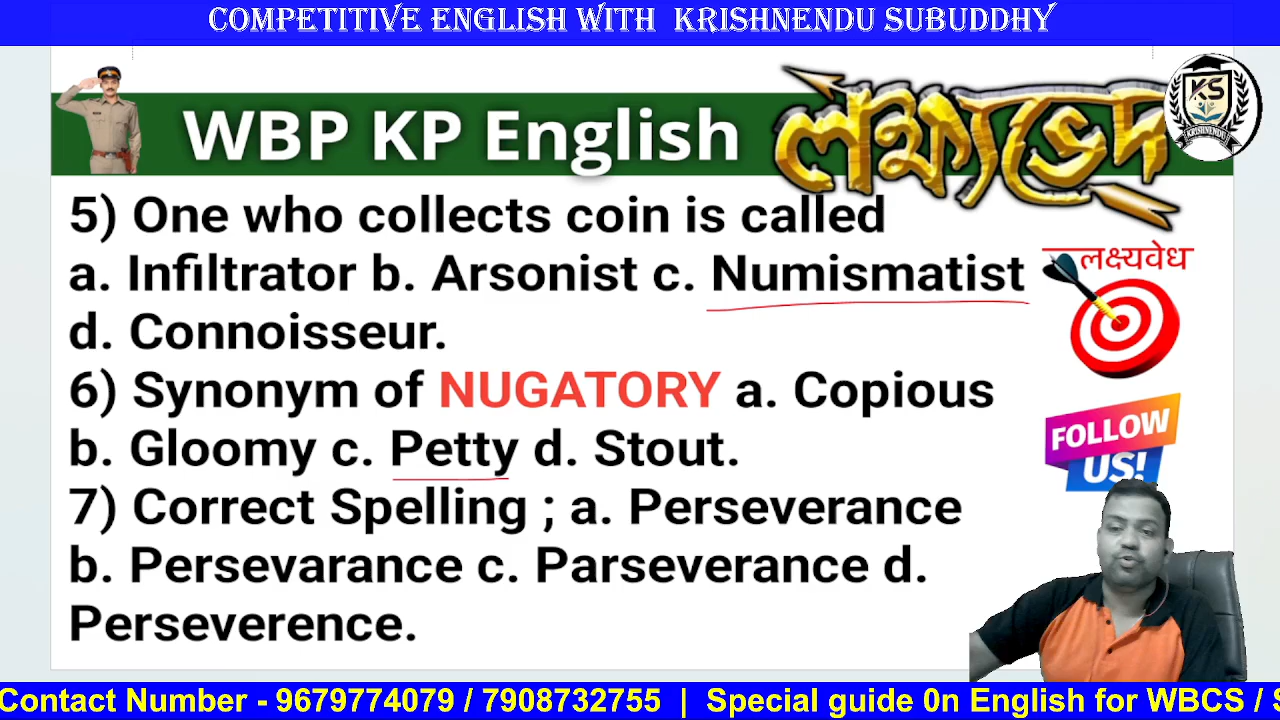 COMPETITIVE ENGLISH WITH KRISHNENDU SUBUDDHY
WBP KP English
লক্ষ্যভেদ
KS
KRISHNENDU
5) One who collects coin is called
a. Infiltrator b. Arsonist c. Numismatist
d. Connoisseur.
लक्ष्यवेध
6) Synonym of NUGATORY a. Copious
b. Gloomy c. Petty d. Stout.
FOLLOW
US!
7) Correct Spelling ; a. Perseverance
b. Persevarance c. Parseverance d.
Perseverence.
Contact Number - 9679774079 / 7908732755 | Special guide 0n English for WBCS / S